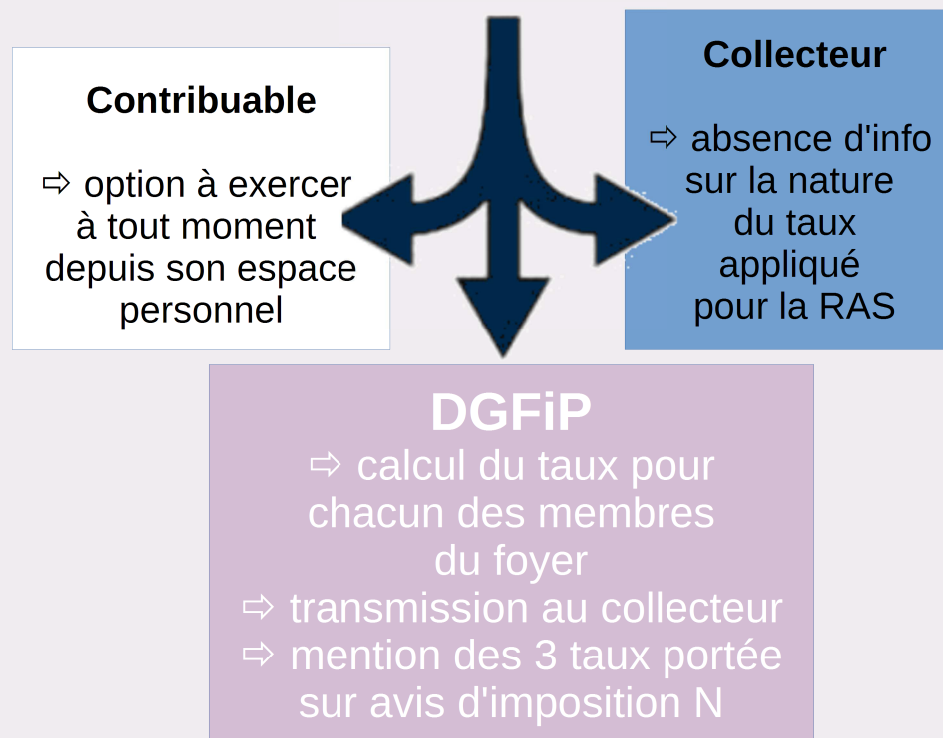 Contribuable
⇨ option à exercer
à tout moment
depuis son espace
personnel
Collecteur
⇨ absence d'info
sur la nature
du taux
appliqué
pour la RAS
DGFiP
⇨ calcul du taux pour
chacun des membres
du foyer
⇨ transmission au collecteur
⇨ mention des 3 taux portée
sur avis d'imposition N